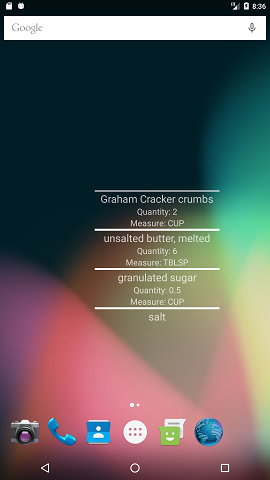 8:36
Google
Graham Cracker crumbs
Quantity: 2
Measure: CUP
unsalted butter, melted
Quantity: 6
Measure: TBLSP
granulated sugar
Quantity: 0.5
Measure: CUP
salt